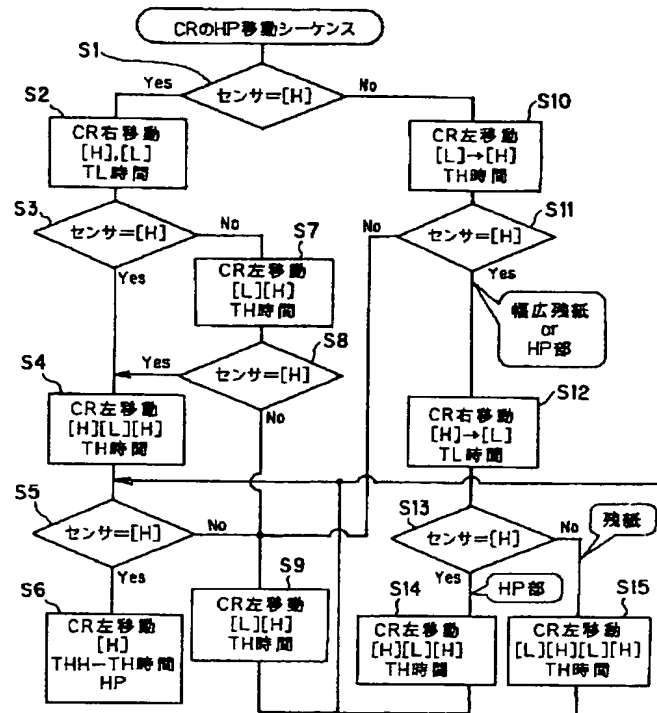 CRのHP移動シーケンス
S1
センサ=[H]
Yes
No
S2
CR右移動
[H],[L]
TL時間
S3
センサ=[H]
No
Yes
S7
CR左移動
[L][H]
TH時間
S8
センサ=[H]
Yes
No
S4
CR左移動
[H][L][H]
TH時間
S5
センサ=[H]
No
Yes
S6
CR左移動
[H]
THH-TH時間
HP
S9
CR左移動
[L][H]
TH時間
S10
CR左移動
[L]→[H]
TH時間
S11
センサ=[H]
No
Yes
幅広残紙
or
HP部
S12
CR右移動
[H]→[L]
TL時間
S13
センサ=[H]
No
残紙
Yes
HP部
S14
CR左移動
[H][L][H]
TH時間
S15
CR左移動
[L][H][L][H]
TH時間